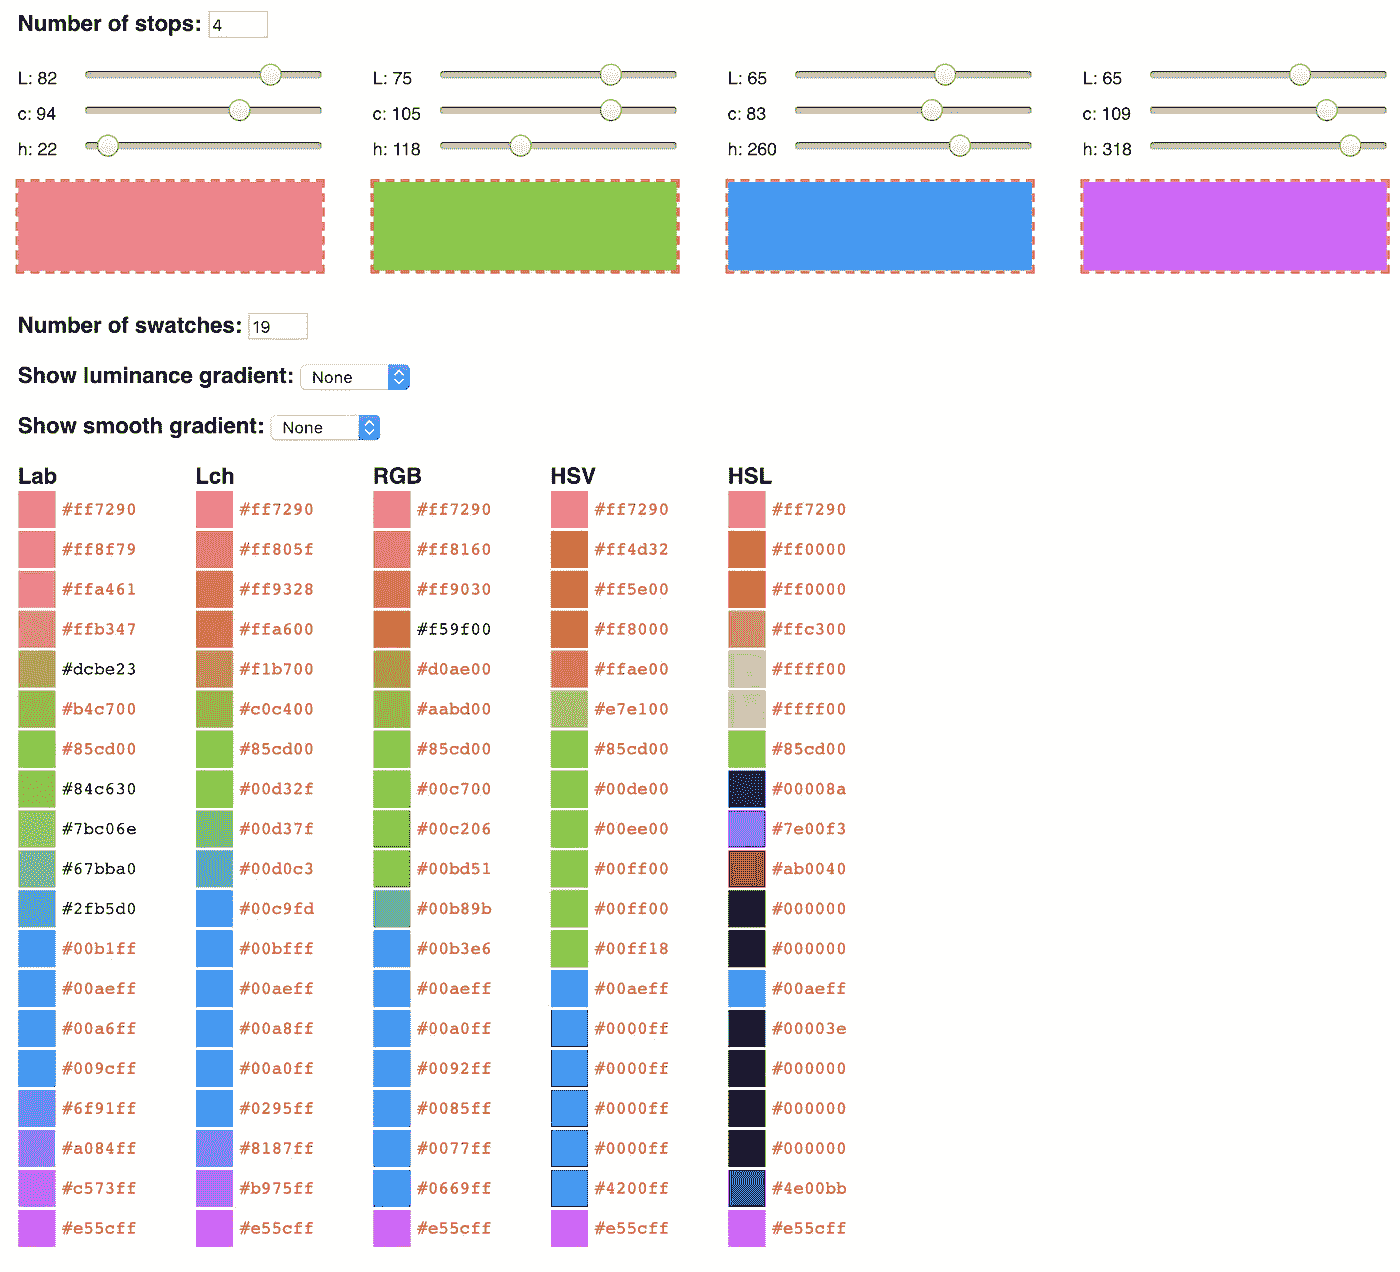 Number of stops: 4
L: 82 L: 75 L: 65 L: 65
c: 94 c: 105 c: 83 c: 109
h: 22 h: 118 h: 260 h: 318
Number of swatches: 19
Show luminance gradient: None
Show smooth gradient: None
Lab Lch RGB HSV HSL
#ff7290 #ff7290 #ff7290 #ff7290 #ff7290
#ff8f79 #ff805f #ff8160 #ff4d32 #ff0000
#ffa461 #ff9328 #ff9030 #ff5e00 #ff0000
#ffb347 #ffa600 #f59f00 #ff8000 #ffc300
#dcbe23 #f1b700 #d0ae00 #ffae00 #ffff00
#b4c700 #c0c400 #aabd00 #e7e100 #ffff00
#85cd00 #85cd00 #85cd00 #85cd00 #85cd00
#84c630 #00d32f #00c700 #00de00 #00008a
#7bc06e #00d37f #00c206 #00ee00 #7e00f3
#67bba0 #00d0c3 #00bd51 #00ff00 #ab0040
#2fb5d0 #00c9fd #00b89b #00ff00 #000000
#00b1ff #00bfff #00b3e6 #00ff18 #000000
#00aeff #00aeff #00aeff #00aeff #00aeff
#00a6ff #00a8ff #00a0ff #0000ff #00003e
#009cff #00a0ff #0092ff #0000ff #000000
#6f91ff #0295ff #0085ff #0000ff #000000
#a084ff #8187ff #0077ff #0000ff #000000
#c573ff #b975ff #0669ff #4200ff #4e00bb
#e55cff #e55cff #e55cff #e55cff #e55cff